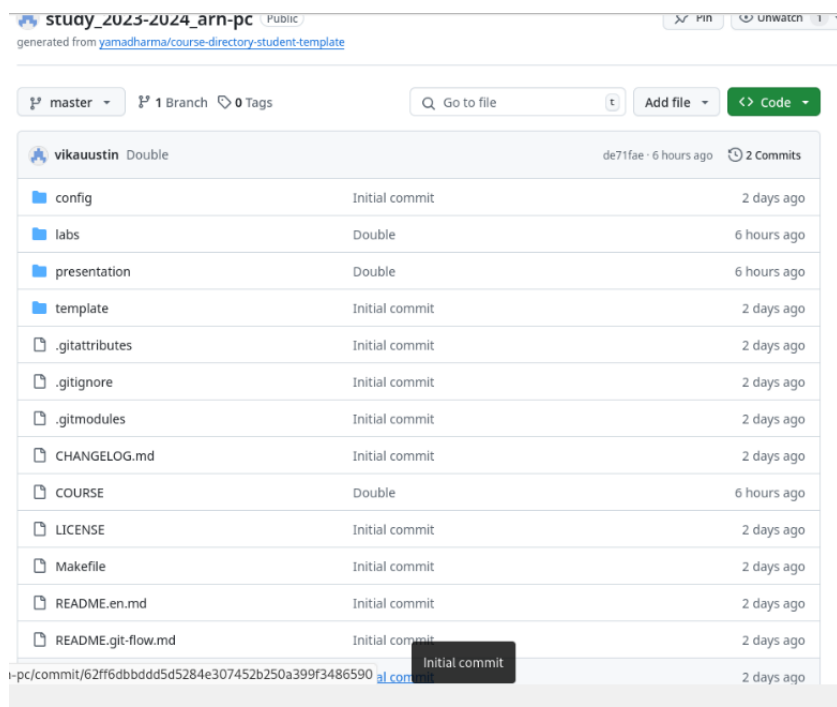 study_2023-2024_arh-pc Public Pin Unwatch 1
generated from yamadharma/course-directory-student-template
master 1 Branch 0 Tags Go to file t Add file Code
vikauustin Double de71fae · 6 hours ago 2 Commits
config Initial commit 2 days ago
labs Double 6 hours ago
presentation Double 6 hours ago
template Initial commit 2 days ago
.gitattributes Initial commit 2 days ago
.gitignore Initial commit 2 days ago
.gitmodules Initial commit 2 days ago
CHANGELOG.md Initial commit 2 days ago
COURSE Double 6 hours ago
LICENSE Initial commit 2 days ago
Makefile Initial commit 2 days ago
README.en.md Initial commit 2 days ago
README.git-flow.md Initial commit 2 days ago
Initial commit
-pc/commit/62ff6dbbddd5d5284e307452b250a399f3486590 al commit 2 days ago